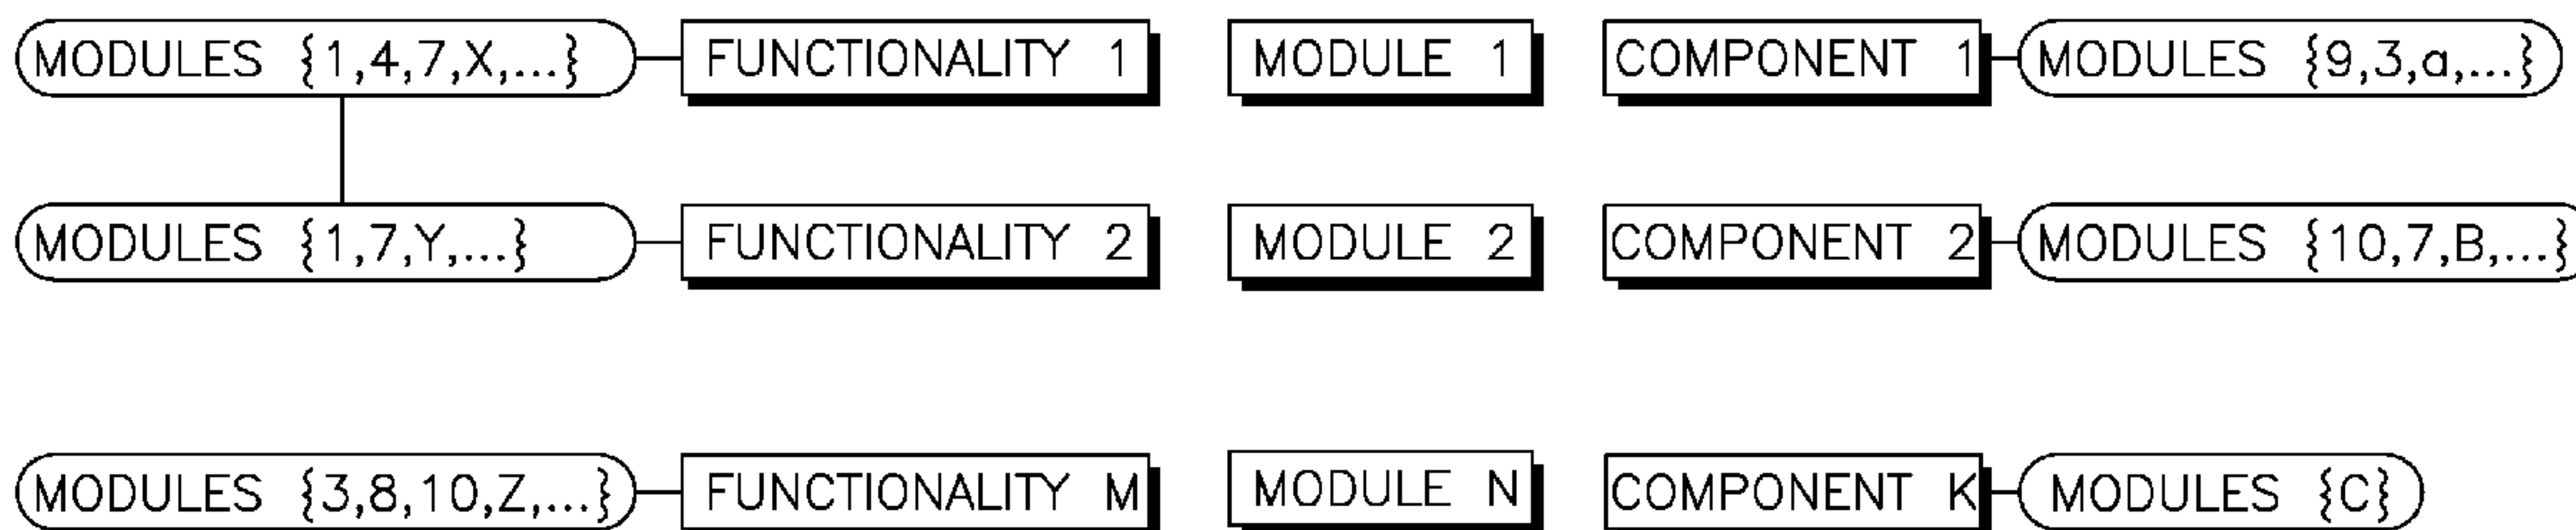 MODULES {1,4,7,X,...} FUNCTIONALITY 1 MODULE 1 COMPONENT 1 MODULES {9,3,a,...}
MODULES {1,7,Y,...} FUNCTIONALITY 2 MODULE 2 COMPONENT 2 MODULES {10,7,B,...}
MODULES {3,8,10,Z,...} FUNCTIONALITY M MODULE N COMPONENT K MODULES {C}